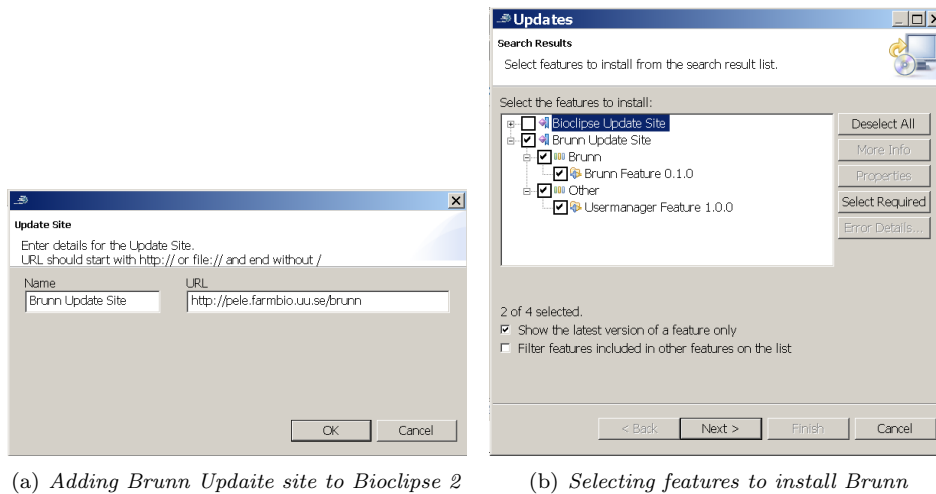 Update Site
Enter details for the Update Site.
URL should start with http:// or file:// and end without /
Name
URL
Brunn Update Site
http://pele.farmbio.uu.se/brunn
OK
Cancel
(a) Adding Brunn Updaite site to Bioclipse 2
Updates
Search Results
Select features to install from the search result list.
Select the features to install:
Bioclipse Update Site
Brunn Update Site
Brunn
Brunn Feature 0.1.0
Other
Usermanager Feature 1.0.0
Deselect All
More Info
Properties
Select Required
Error Details...
2 of 4 selected.
Show the latest version of a feature only
Filter features included in other features on the list
< Back
Next >
Finish
Cancel
(b) Selecting features to install Brunn